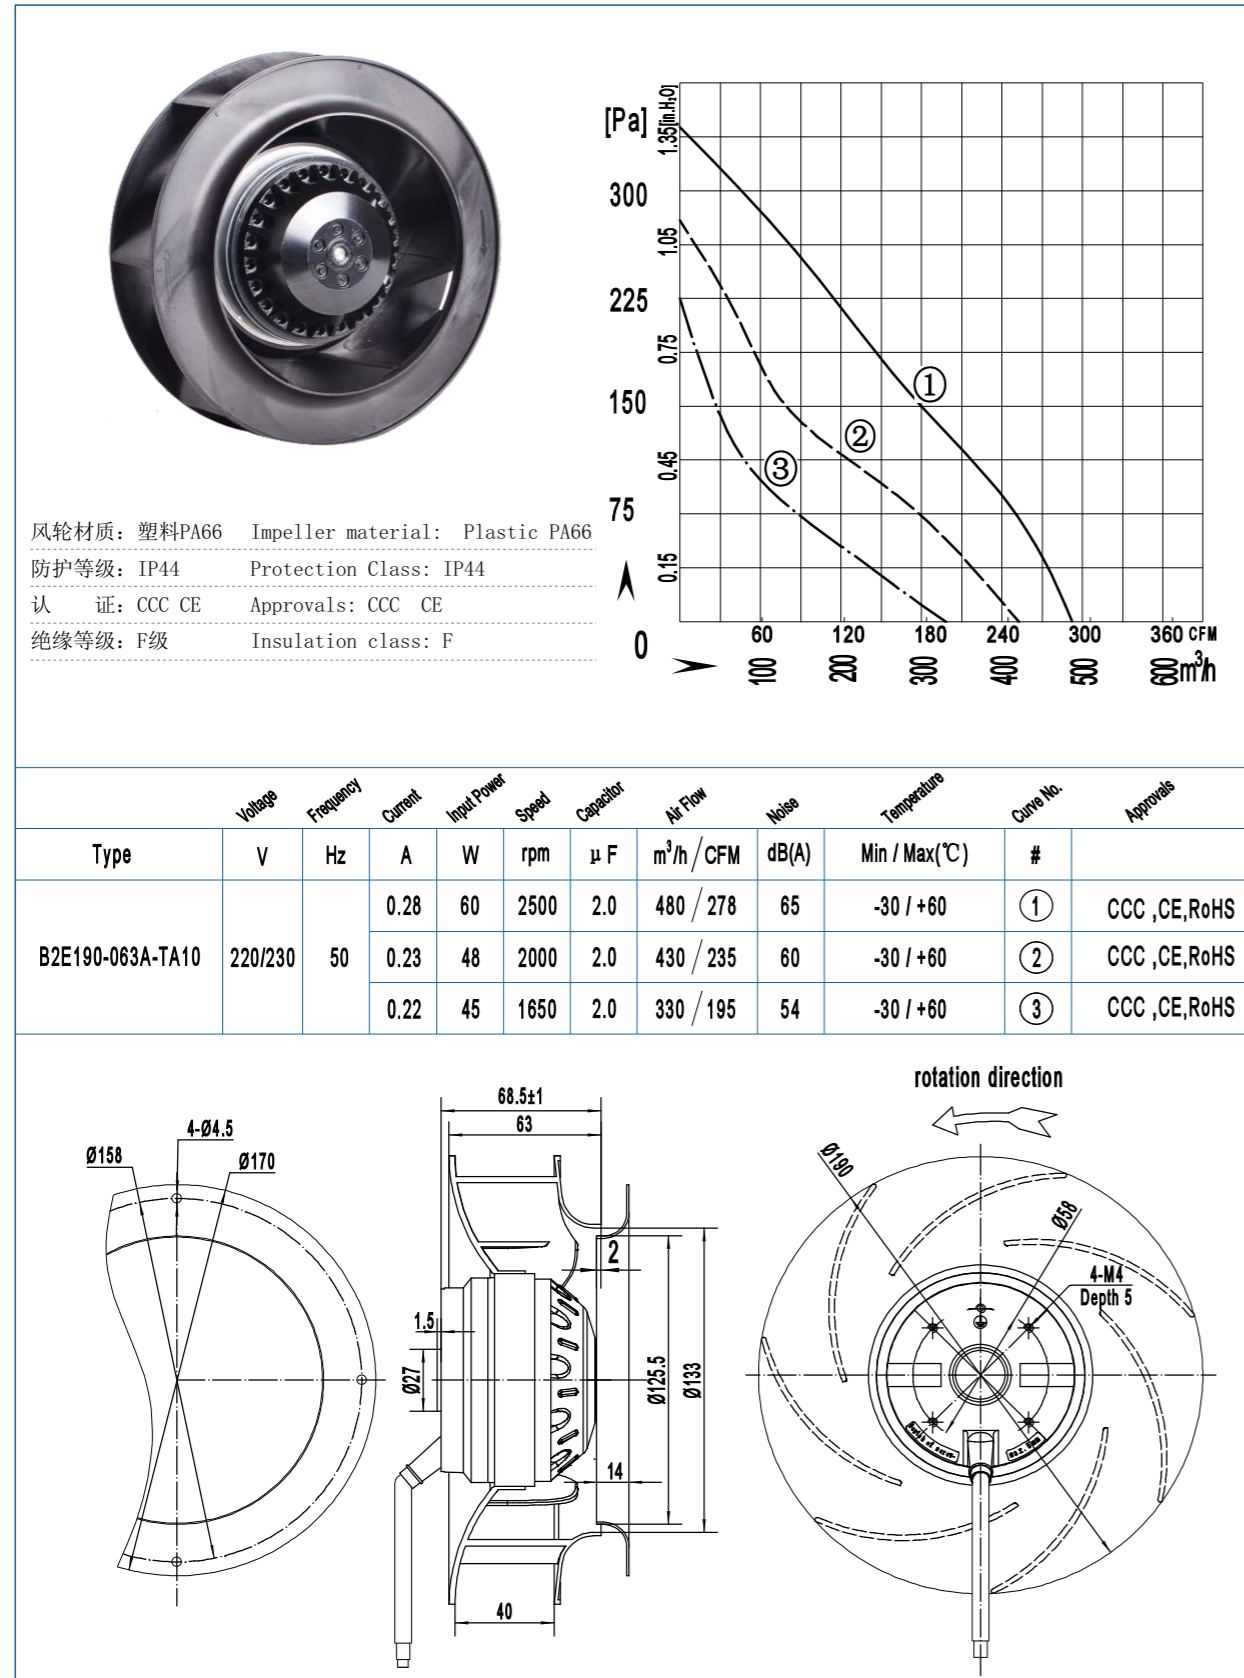 [Pa]
[in.H₂O]
1.35
300
1.05
225
0.75
150
0.45
75
0.15
0
①
②
③
60 120 180 240 300 360 CFM
100 200 300 400 500 600 m³/h
风轮材质：塑料PA66 Impeller material: Plastic PA66
防护等级：IP44 Protection Class: IP44
认 证：CCC CE Approvals: CCC CE
绝缘等级：F级 Insulation class: F
Voltage Frequency Current Input Power Speed Capacitor Air Flow Noise Temperature Curve No. Approvals
Type V Hz A W rpm μF m³/h/CFM dB(A) Min / Max(℃) #
0.28 60 2500 2.0 480/278 65 -30 / +60 ① CCC ,CE,RoHS
B2E190-063A-TA10 220/230 50 0.23 48 2000 2.0 430/235 60 -30 / +60 ② CCC ,CE,RoHS
0.22 45 1650 2.0 330/195 54 -30 / +60 ③ CCC ,CE,RoHS
4-Ø4.5
Ø158
Ø170
68.5±1
63
2
1.5
Ø27
Ø125.5
Ø133
14
40
rotation direction
Ø190
Ø58
4-M4
Depth 5
Depth of screw-
max. 5mm